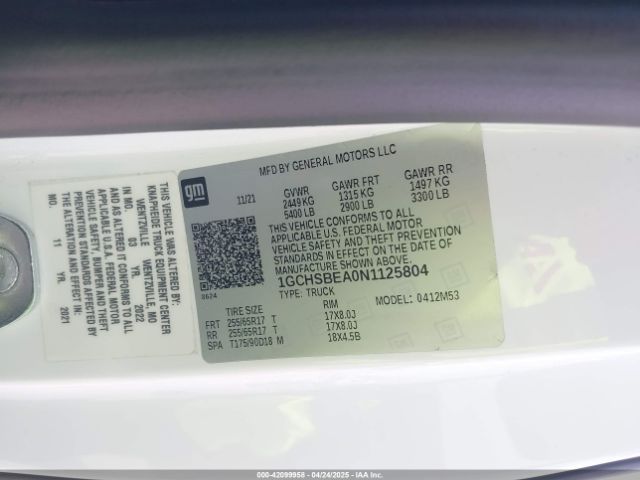 THIS VEHICLE WAS ALTERED BY
KNAPHEIDE TRUCK EQUIPMENT CENTER
WENTZVILLE WENTZVILLE, MO
IN MO. 03 YR. 2022
AND AS ALTERED IT CONFORMS TO ALL
APPLICABLE FEDERAL MOTOR
VEHICLE SAFETY, BUMPER AND THEFT
PREVENTION STANDARDS AFFECTED BY
THE ALTERATION AND IN EFFECT IN:
MO. 11 YR. 2021
gm
MFD BY GENERAL MOTORS LLC
11/21 GVWR GAWR FRT GAWR RR
2449 KG 1315 KG 1497 KG
5400 LB 2900 LB 3300 LB
THIS VEHICLE CONFORMS TO ALL
APPLICABLE U.S. FEDERAL MOTOR
VEHICLE SAFETY AND THEFT PREVENTION
STANDARDS IN EFFECT ON THE DATE OF
MANUFACTURE SHOWN ABOVE.
1GCHSBEA0N1125804
8624 TYPE: TRUCK MODEL: 0412M53
TIRE SIZE RIM
FRT 255/65R17 T 17X8.0J
RR 255/65R17 T 17X8.0J
SPA T175/90D18 M 18X4.5B
000-42099958 - 04/24/2025 - IAAI.COM